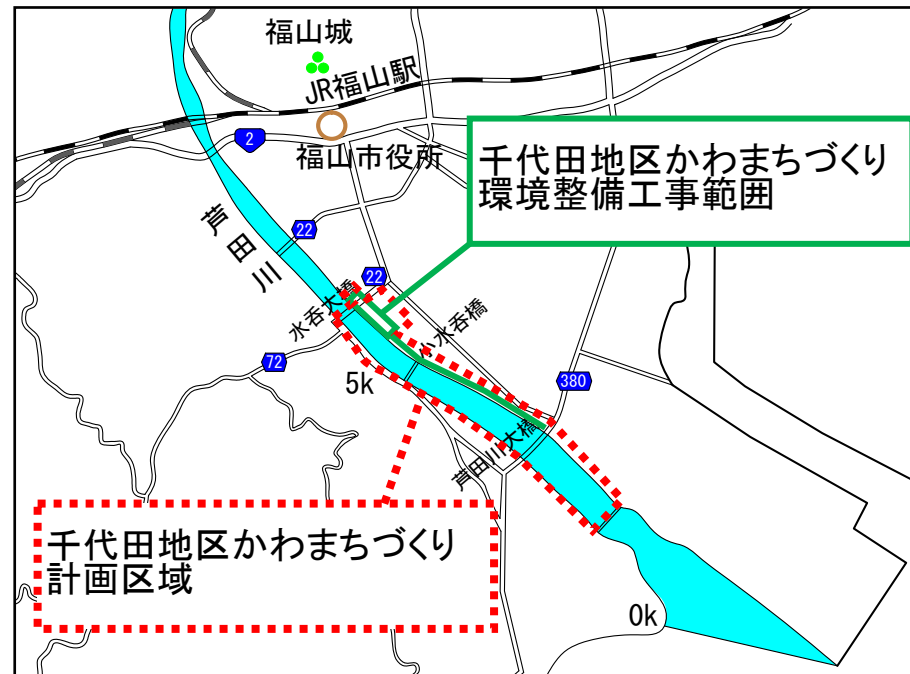 福山城
JR福山駅
2
福山市役所
千代田地区かわまちづくり
環境整備工事範囲
芦田川
22
22
水呑大橋
小水呑橋
72
5k
380
芦田川大橋
千代田地区かわまちづくり
計画区域
0k